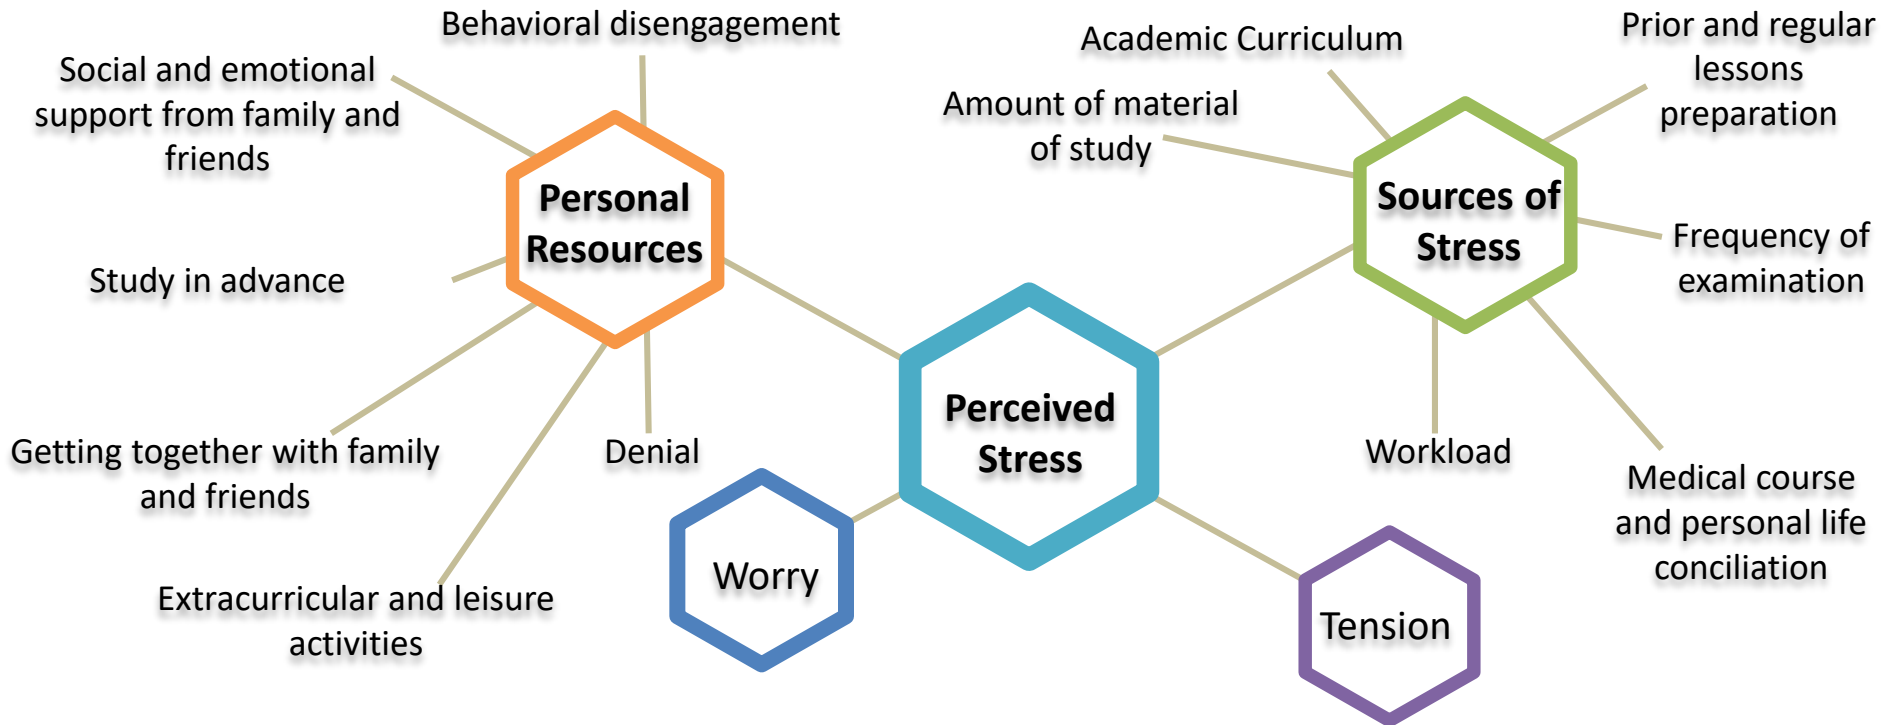 Behavioral disengagement
Social and emotional
support from family and
friends
Personal
Resources
Study in advance
Getting together with family
and friends
Denial
Extracurricular and leisure
activities
Perceived
Stress
Worry
Tension
Academic Curriculum
Amount of material
of study
Prior and regular
lessons
preparation
Sources of
Stress
Frequency of
examination
Workload
Medical course
and personal life
conciliation